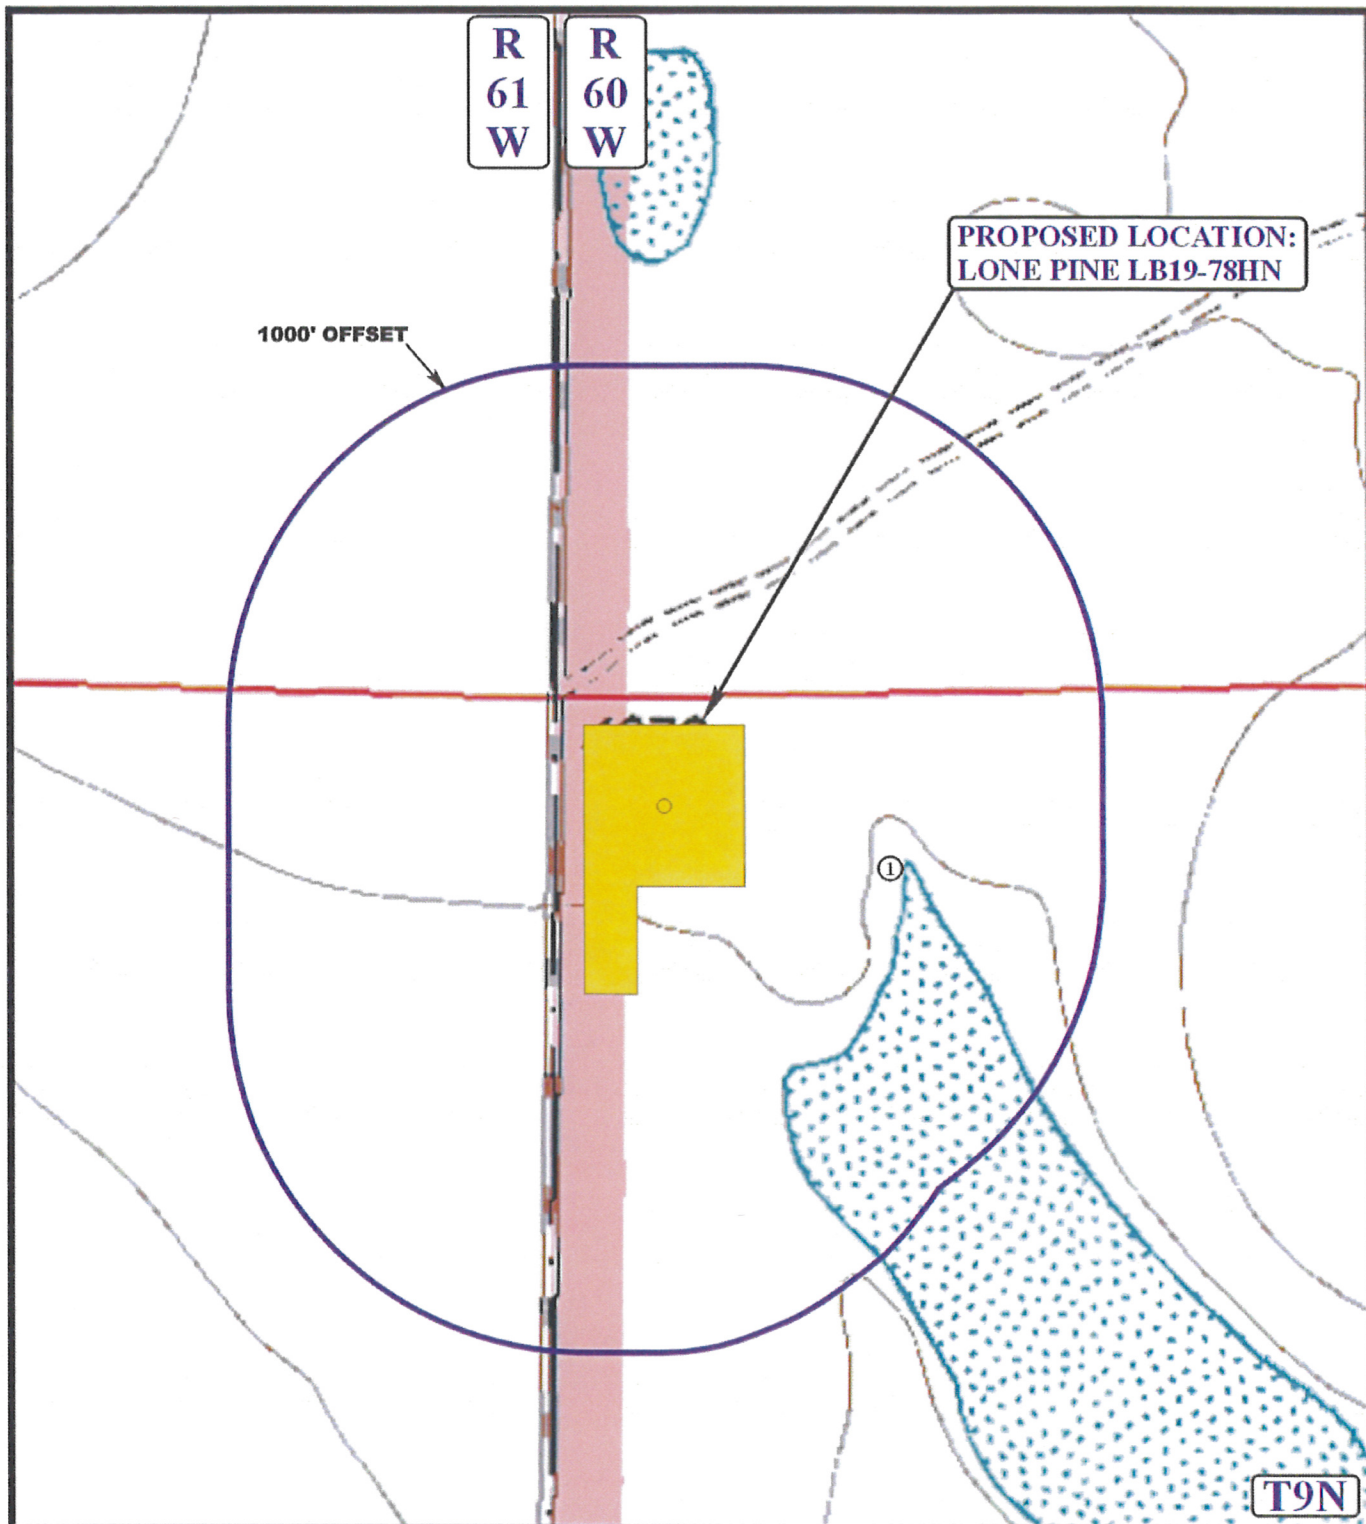 R
61
W
R
60
W
PROPOSED LOCATION:
LONE PINE LB19-78HN
1000' OFFSET
1
T9N